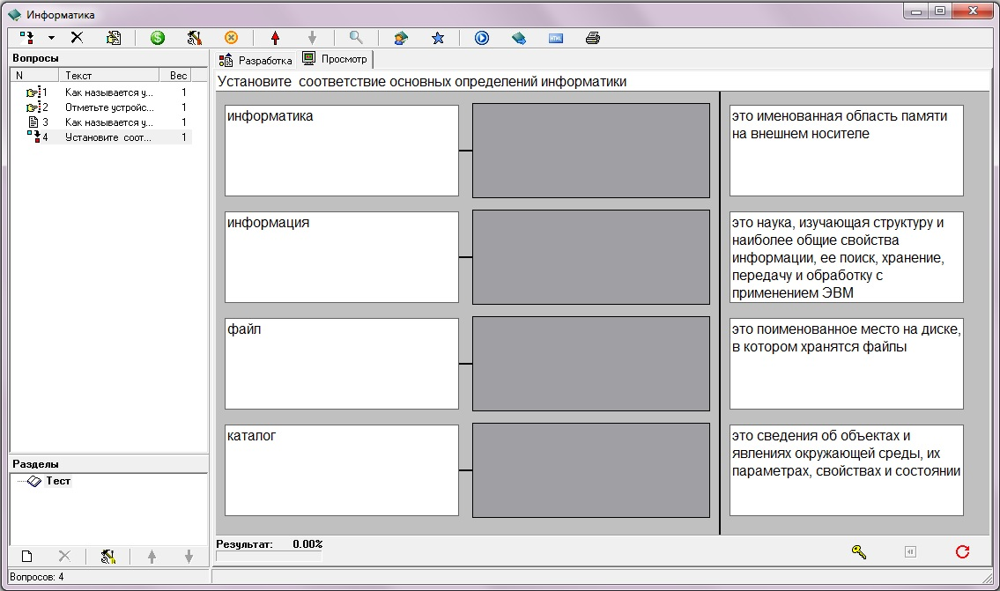 Информатика
HTML
Вопросы
N Текст Вес
1 Как называется у... 1
2 Отметьте устройс... 1
3 Как называется у... 1
4 Установите соот... 1
Разделы
Тест
Вопросов: 4
Разработка
Просмотр
Установите соответствие основных определений информатики
информатика
это именованная область памяти
на внешнем носителе
информация
это наука, изучающая структуру и
наиболее общие свойства
информации, ее поиск, хранение,
передачу и обработку с
применением ЭВМ
файл
это поименованное место на диске,
в котором хранятся файлы
каталог
это сведения об объектах и
явлениях окружающей среды, их
параметрах, свойствах и состоянии
Результат: 0.00%